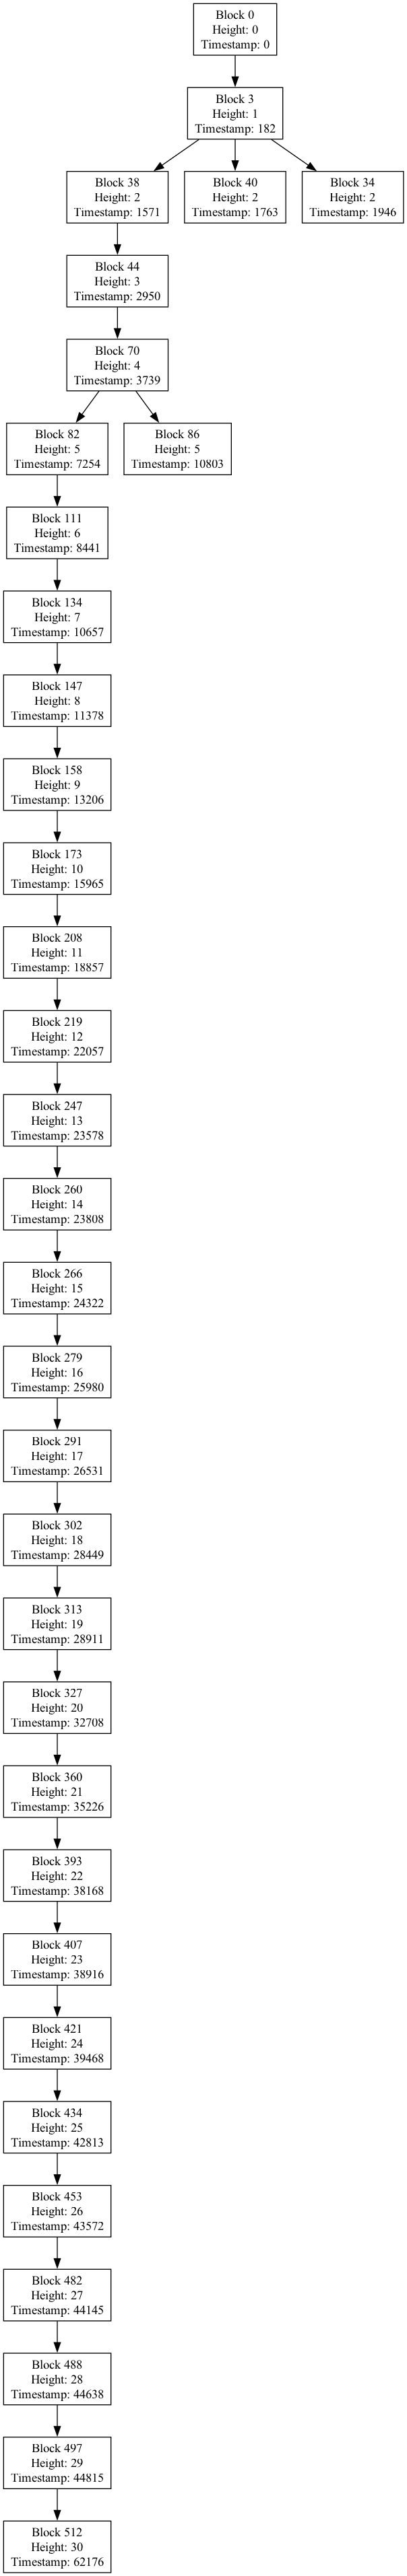 Block 0
Height: 0
Timestamp: 0
Block 3
Height: 1
Timestamp: 182
Block 38
Height: 2
Timestamp: 1571
Block 40
Height: 2
Timestamp: 1763
Block 34
Height: 2
Timestamp: 1946
Block 44
Height: 3
Timestamp: 2950
Block 70
Height: 4
Timestamp: 3739
Block 82
Height: 5
Timestamp: 7254
Block 86
Height: 5
Timestamp: 10803
Block 111
Height: 6
Timestamp: 8441
Block 134
Height: 7
Timestamp: 10657
Block 147
Height: 8
Timestamp: 11378
Block 158
Height: 9
Timestamp: 13206
Block 173
Height: 10
Timestamp: 15965
Block 208
Height: 11
Timestamp: 18857
Block 219
Height: 12
Timestamp: 22057
Block 247
Height: 13
Timestamp: 23578
Block 260
Height: 14
Timestamp: 23808
Block 266
Height: 15
Timestamp: 24322
Block 279
Height: 16
Timestamp: 25980
Block 291
Height: 17
Timestamp: 26531
Block 302
Height: 18
Timestamp: 28449
Block 313
Height: 19
Timestamp: 28911
Block 327
Height: 20
Timestamp: 32708
Block 360
Height: 21
Timestamp: 35226
Block 393
Height: 22
Timestamp: 38168
Block 407
Height: 23
Timestamp: 38916
Block 421
Height: 24
Timestamp: 39468
Block 434
Height: 25
Timestamp: 42813
Block 453
Height: 26
Timestamp: 43572
Block 482
Height: 27
Timestamp: 44145
Block 488
Height: 28
Timestamp: 44638
Block 497
Height: 29
Timestamp: 44815
Block 512
Height: 30
Timestamp: 62176